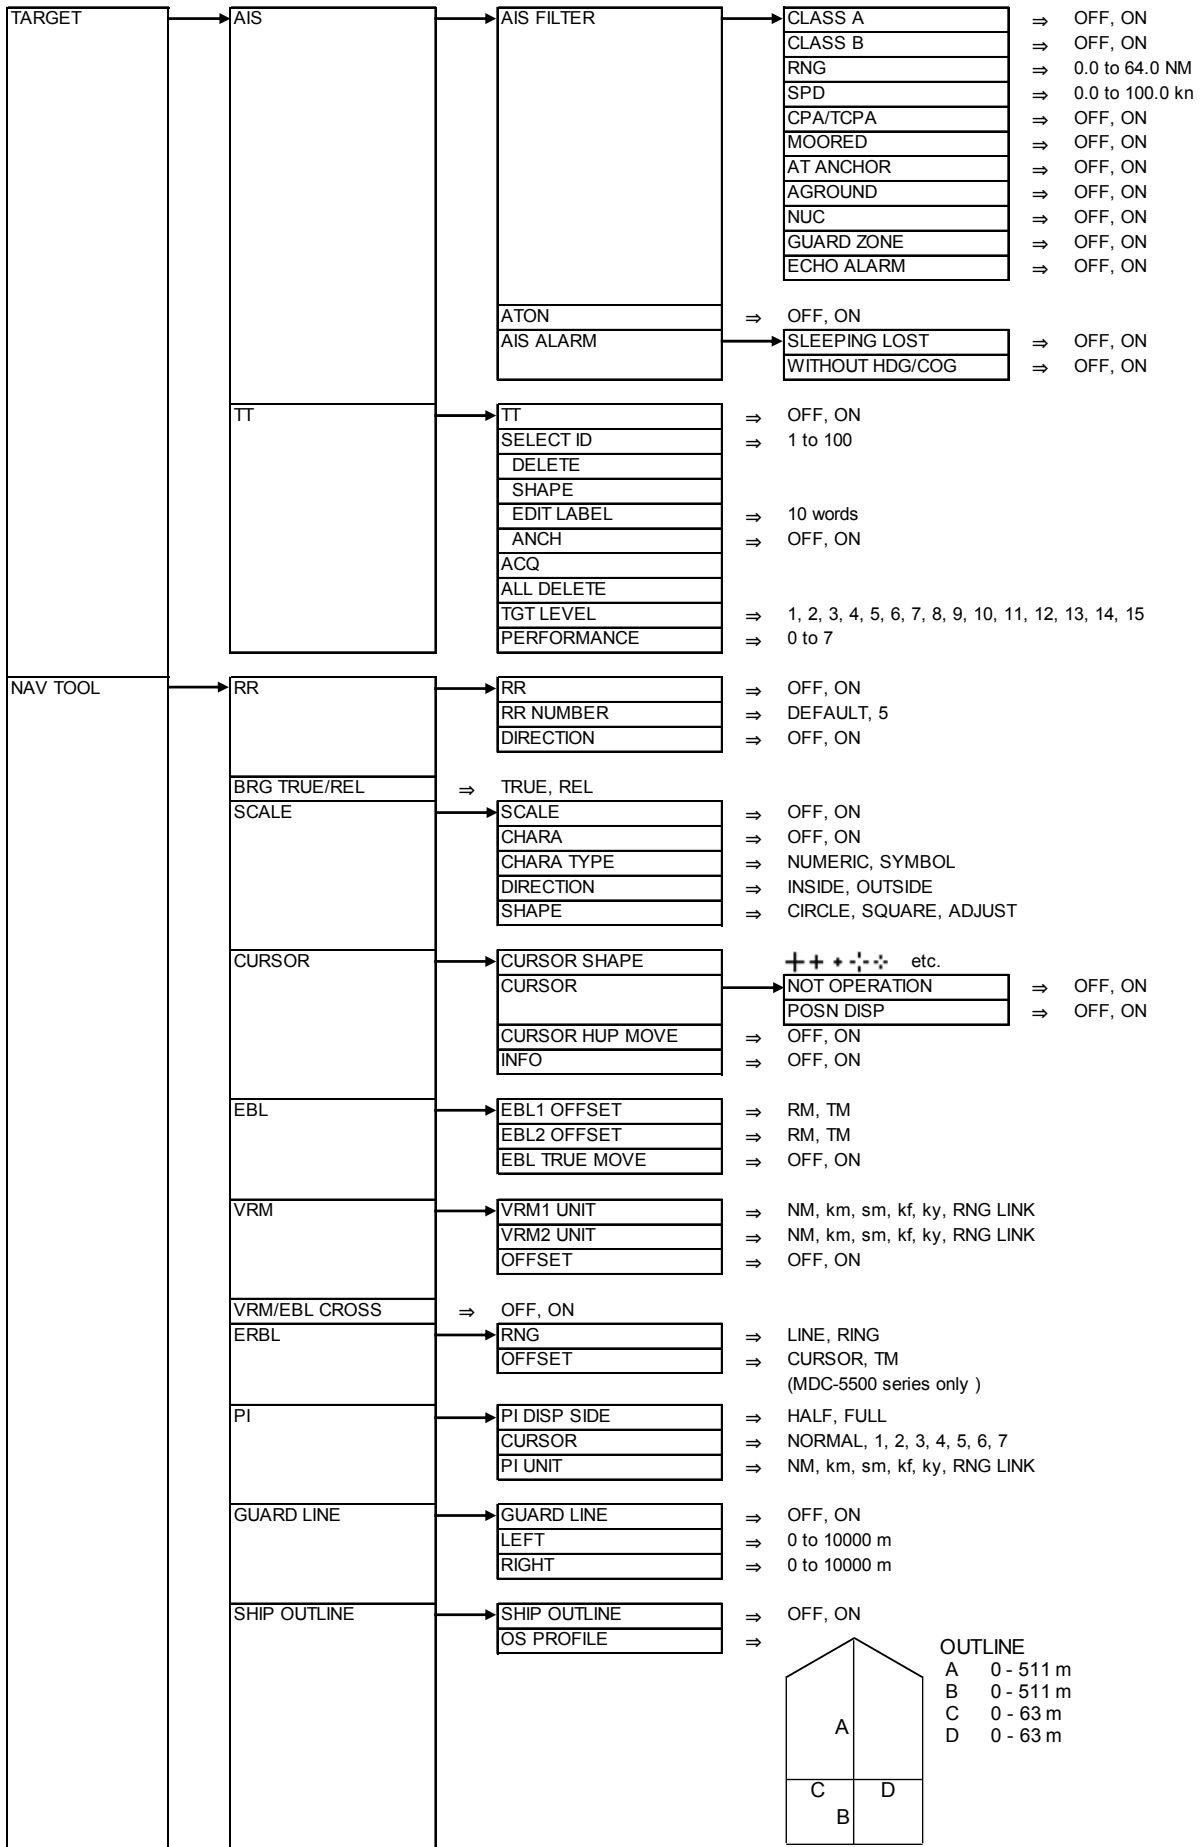 TARGET AIS AIS FILTER CLASS A ⇒ OFF, ON
CLASS B ⇒ OFF, ON
RNG ⇒ 0.0 to 64.0 NM
SPD ⇒ 0.0 to 100.0 kn
CPA/TCPA ⇒ OFF, ON
MOORED ⇒ OFF, ON
AT ANCHOR ⇒ OFF, ON
AGROUND ⇒ OFF, ON
NUC ⇒ OFF, ON
GUARD ZONE ⇒ OFF, ON
ECHO ALARM ⇒ OFF, ON
ATON ⇒ OFF, ON
AIS ALARM SLEEPING LOST ⇒ OFF, ON
WITHOUT HDG/COG ⇒ OFF, ON
TT TT ⇒ OFF, ON
SELECT ID ⇒ 1 to 100
DELETE
SHAPE
EDIT LABEL ⇒ 10 words
ANCH ⇒ OFF, ON
ACQ
ALL DELETE
TGT LEVEL ⇒ 1, 2, 3, 4, 5, 6, 7, 8, 9, 10, 11, 12, 13, 14, 15
PERFORMANCE ⇒ 0 to 7
NAV TOOL RR RR ⇒ OFF, ON
RR NUMBER ⇒ DEFAULT, 5
DIRECTION ⇒ OFF, ON
BRG TRUE/REL ⇒ TRUE, REL
SCALE SCALE ⇒ OFF, ON
CHARA ⇒ OFF, ON
CHARA TYPE ⇒ NUMERIC, SYMBOL
DIRECTION ⇒ INSIDE, OUTSIDE
SHAPE ⇒ CIRCLE, SQUARE, ADJUST
CURSOR CURSOR SHAPE etc.
CURSOR NOT OPERATION ⇒ OFF, ON
POSN DISP ⇒ OFF, ON
CURSOR HUP MOVE ⇒ OFF, ON
INFO ⇒ OFF, ON
EBL EBL1 OFFSET ⇒ RM, TM
EBL2 OFFSET ⇒ RM, TM
EBL TRUE MOVE ⇒ OFF, ON
VRM VRM1 UNIT ⇒ NM, km, sm, kf, ky, RNG LINK
VRM2 UNIT ⇒ NM, km, sm, kf, ky, RNG LINK
OFFSET ⇒ OFF, ON
VRM/EBL CROSS ⇒ OFF, ON
ERBL RNG ⇒ LINE, RING
OFFSET ⇒ CURSOR, TM
(MDC-5500 series only )
PI PI DISP SIDE ⇒ HALF, FULL
CURSOR ⇒ NORMAL, 1, 2, 3, 4, 5, 6, 7
PI UNIT ⇒ NM, km, sm, kf, ky, RNG LINK
GUARD LINE GUARD LINE ⇒ OFF, ON
LEFT ⇒ 0 to 10000 m
RIGHT ⇒ 0 to 10000 m
SHIP OUTLINE SHIP OUTLINE ⇒ OFF, ON
OS PROFILE ⇒
OUTLINE
A 0 - 511 m
B 0 - 511 m
C 0 - 63 m
D 0 - 63 m
A
C D
B